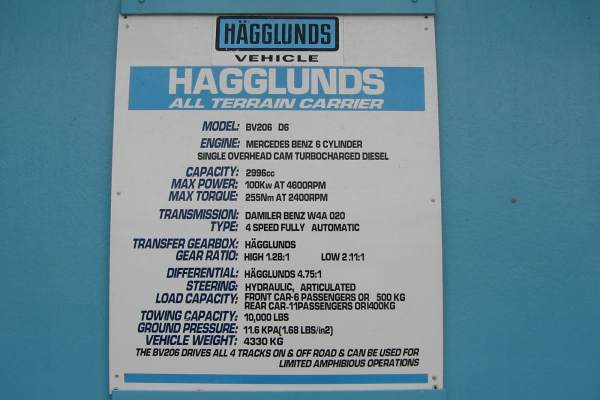 HÄGGLUNDS
VEHICLE
HAGGLUNDS
ALL TERRAIN CARRIER
MODEL: BV206 D6
ENGINE: MERCEDES BENZ 6 CYLINDER
SINGLE OVERHEAD CAM TURBOCHARGED DIESEL
CAPACITY: 2996cc
MAX POWER: 100Kw AT 4600RPM
MAX TORQUE: 255Nm AT 2400RPM
TRANSMISSION: DAMILER BENZ W4A 020
TYPE: 4 SPEED FULLY AUTOMATIC
TRANSFER GEARBOX: HÄGGLUNDS
GEAR RATIO: HIGH 1.28:1 LOW 2.11:1
DIFFERENTIAL: HÄGGLUNDS 4.75:1
STEERING: HYDRAULIC, ARTICULATED
LOAD CAPACITY: FRONT CAR-6 PASSENGERS OR 500 KG
REAR CAR-11PASSENGERS OR1400KG
TOWING CAPACITY: 10,000 LBS
GROUND PRESSURE: 11.6 KPA(1.68 LBS/in2)
VEHICLE WEIGHT: 4330 KG
THE BV206 DRIVES ALL 4 TRACKS ON & OFF ROAD & CAN BE USED FOR
LIMITED AMPHIBIOUS OPERATIONS